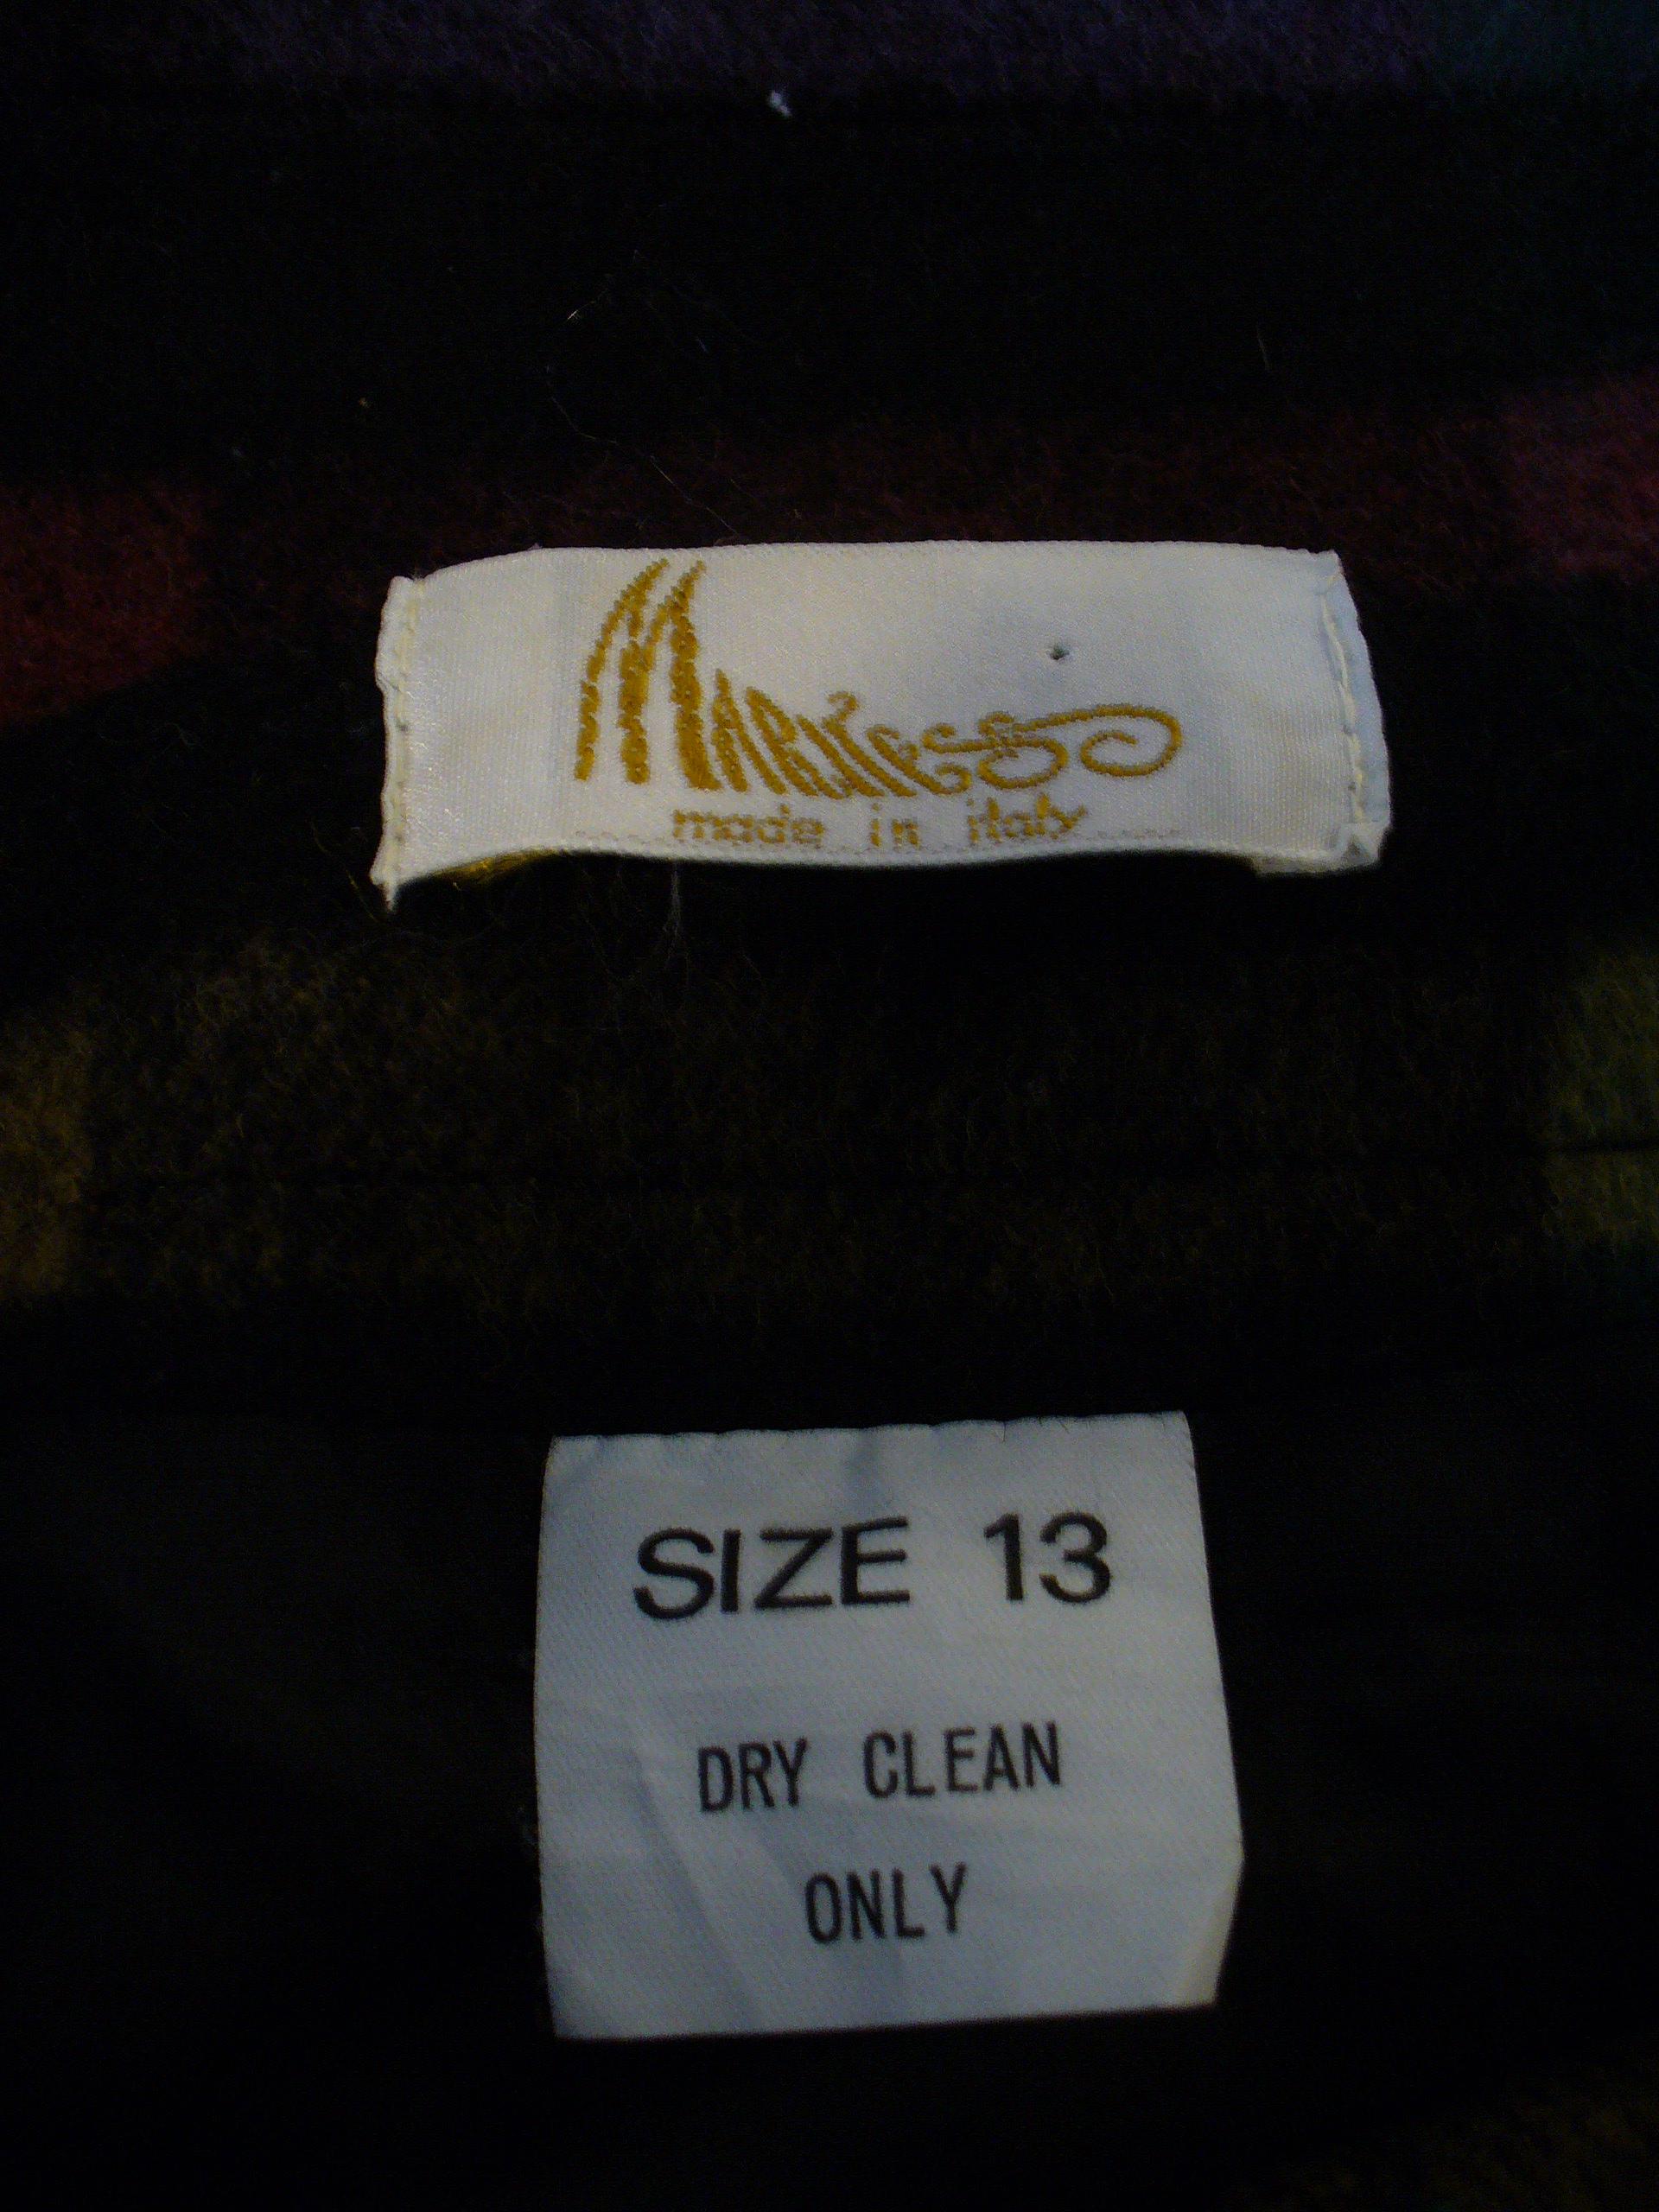 made in italy
SIZE 13
DRY CLEAN
ONLY